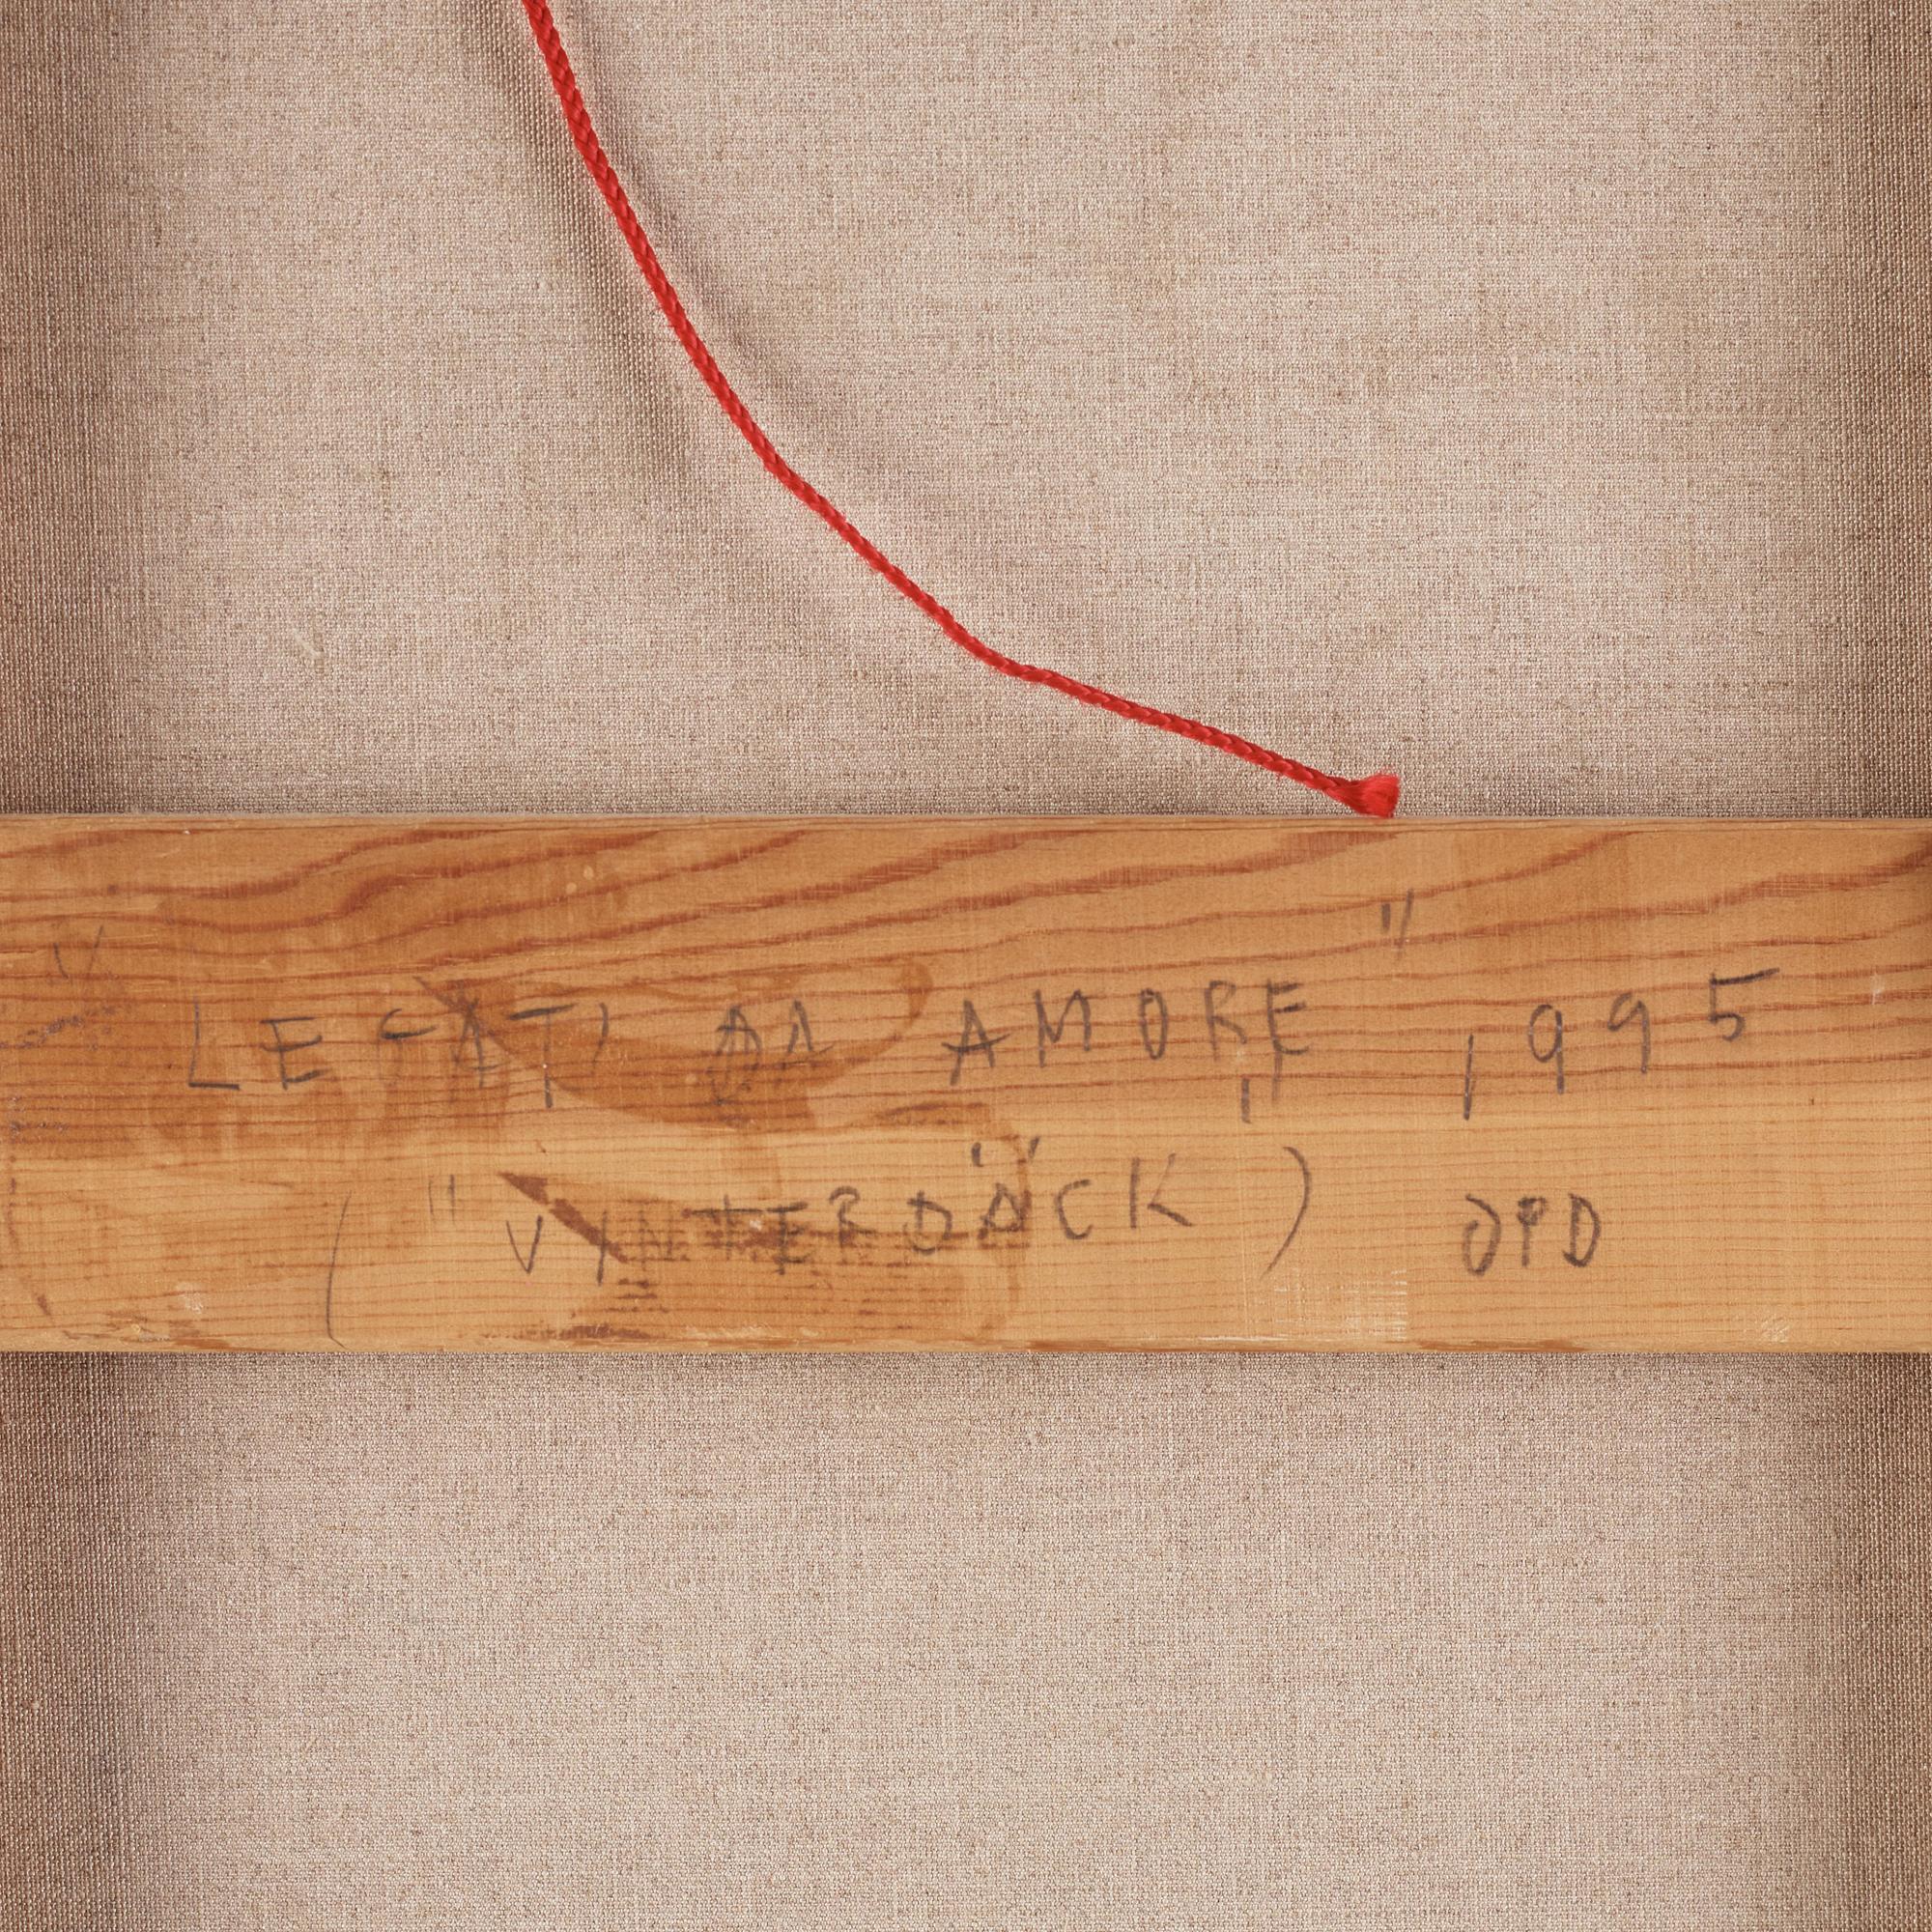 "LEGATI DA AMORE" 1995
("VINTERDÄCK") OPD